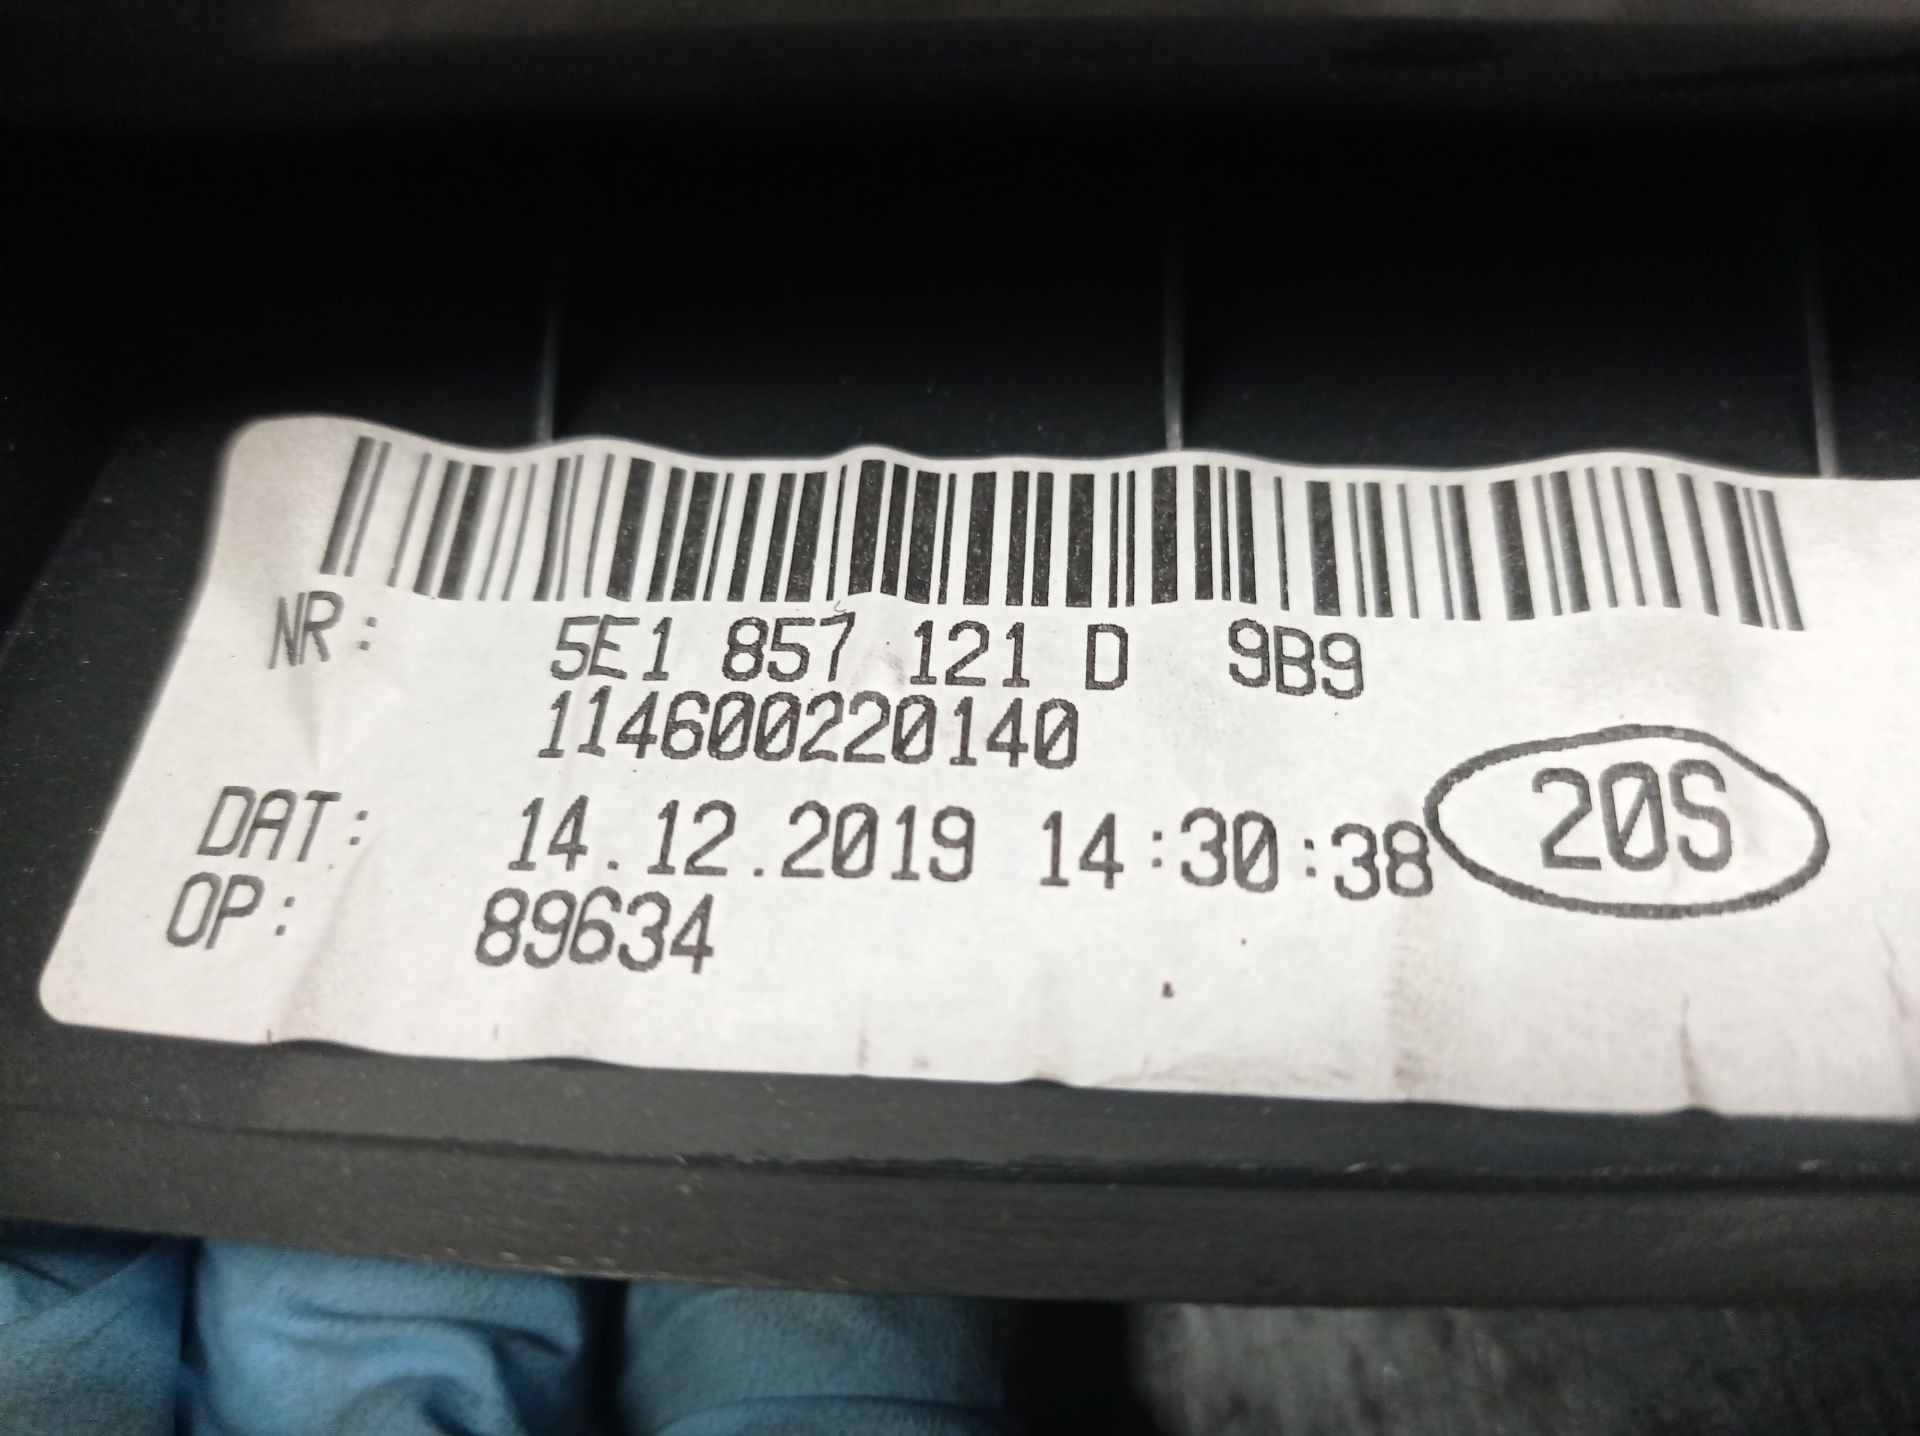 NR: 5E1 857 121 D 9B9
114600220140
DAT: 14.12.2019 14:30:38
20S
OP: 89634